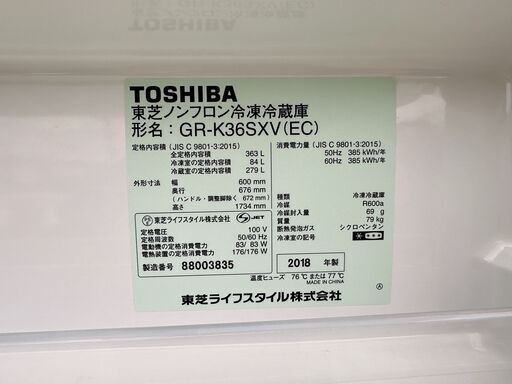 TOSHIBA
東芝ノンフロン冷凍冷蔵庫
形名：GR-K36SXV(EC)
定格内容積（JIS C 9801-3:2015）
全定格内容積 363 L
冷凍室の定格内容積 84 L
冷蔵室の定格内容積 279 L
外形寸法 幅 600 mm
奥行 676 mm
（ハンドル・調整脚除く 672 mm）
高さ 1734 mm
東芝ライフスタイル株式会社 S JET
定格電圧 100 V
定格周波数 50/60 Hz
電動機の定格消費電力 83/ 83 W
電熱装置の定格消費電力 176/176 W
製造番号 88003835
消費電力量（JIS C 9801-3:2015）
50Hz 385 kWh/年
60Hz 385 kWh/年
種類 冷凍冷蔵庫
冷媒 R600a
冷媒封入量 69 g
質量 79 kg
断熱発泡ガス シクロペンタン
冷凍室の記号
2018 年製
温度ヒューズ 76℃ または 77℃
MADE IN CHINA
東芝ライフスタイル株式会社 Ⓐ